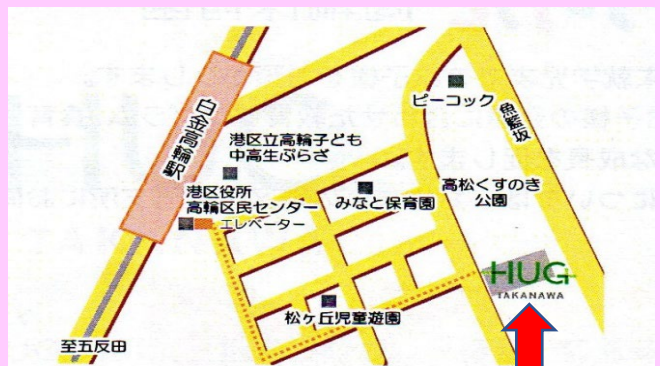 白金高輪駅
港区立高輪子ども
中高生ぷらざ
港区役所
高輪区民センター
エレベーター
ピーコック
魚籃坂
みなと保育園
高松くすのき
公園
HUG
TAKANAWA
松ヶ丘児童遊園
至五反田